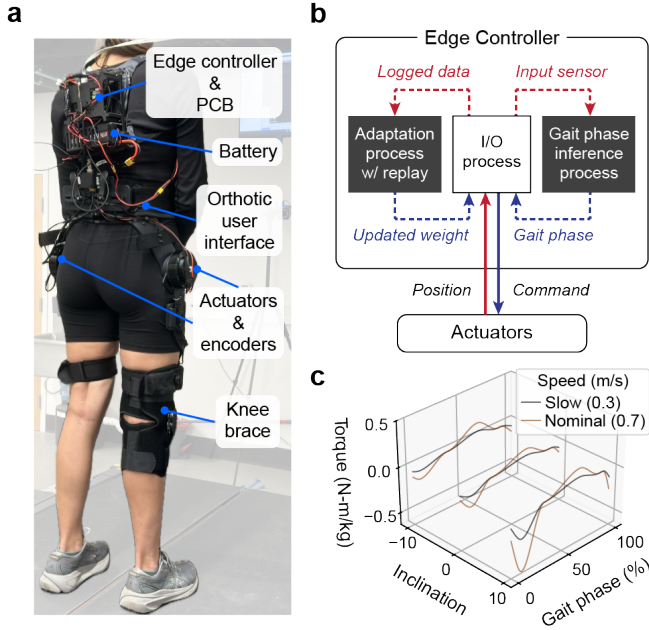 a
Edge controller
&
PCB
Battery
Orthotic
user
interface
Actuators
&
encoders
Knee
brace
b
Edge Controller
Logged data
Input sensor
Adaptation
process
w/ replay
I/O
process
Gait phase
inference
process
Updated weight
Gait phase
Position
Command
Actuators
c
Speed (m/s)
Slow (0.3)
Nominal (0.7)
Torque (N-m/kg)
0.5
0.0
−0.5
−10
0
10
Inclination
0
50
100
Gait phase (%)